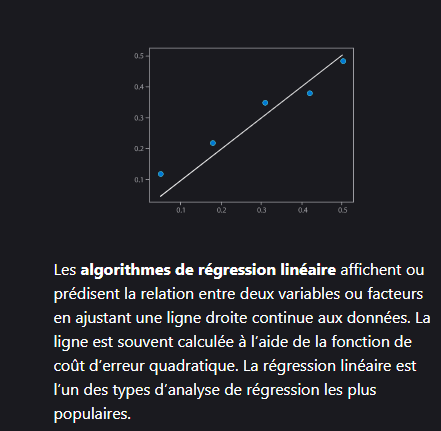 0.5
0.4
0.3
0.2
0.1
0.1 0.2 0.3 0.4 0.5
Les algorithmes de régression linéaire affichent ou
prédisent la relation entre deux variables ou facteurs
en ajustant une ligne droite continue aux données. La
ligne est souvent calculée à l’aide de la fonction de
coût d’erreur quadratique. La régression linéaire est
l’un des types d’analyse de régression les plus
populaires.